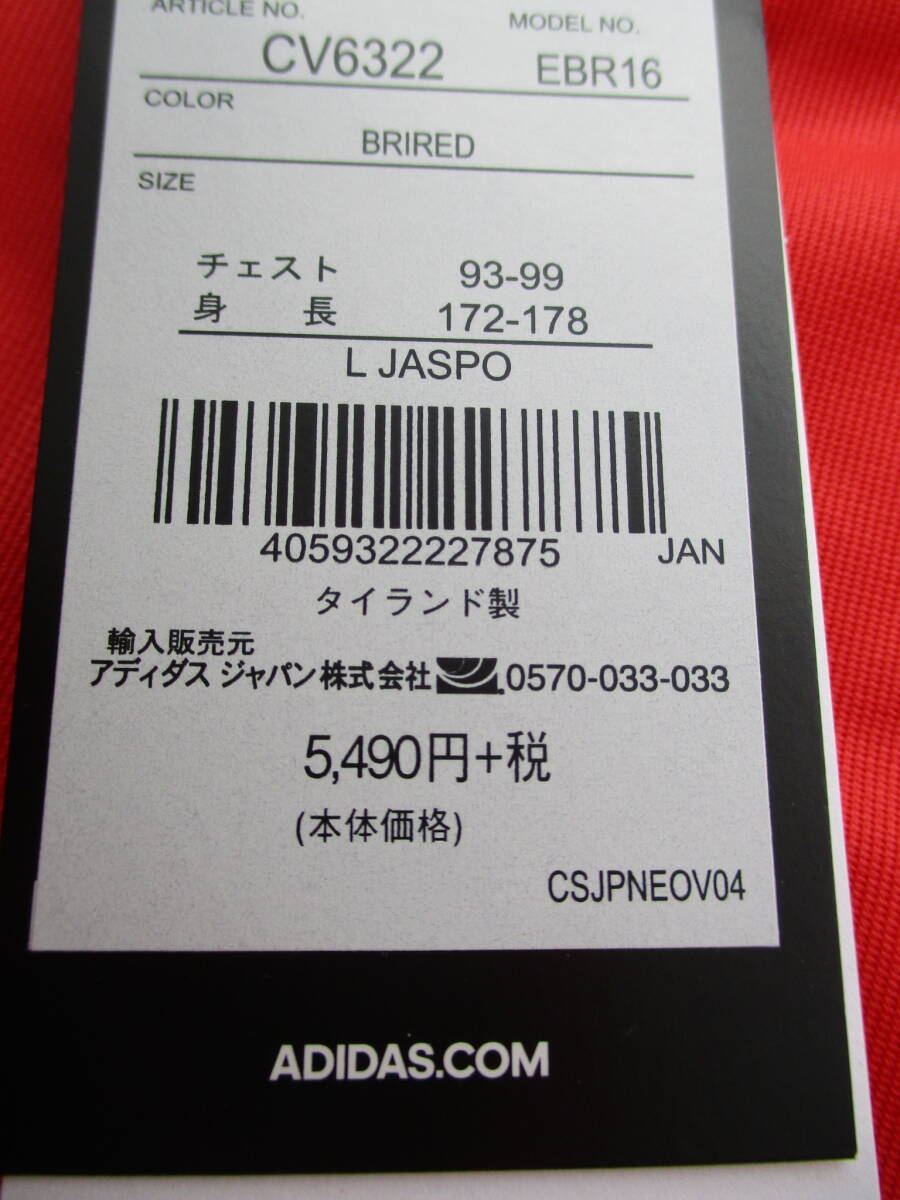 ARTICLE NO. MODEL NO.
CV6322 EBR16
COLOR
BRIRED
SIZE
チェスト 93-99
身 長 172-178
L JASPO
4059322227875 JAN
タイランド製
輸入販売元
アディダス ジャパン株式会社 0570-033-033
5,490円+税
(本体価格)
CSJPNEOV04
ADIDAS.COM